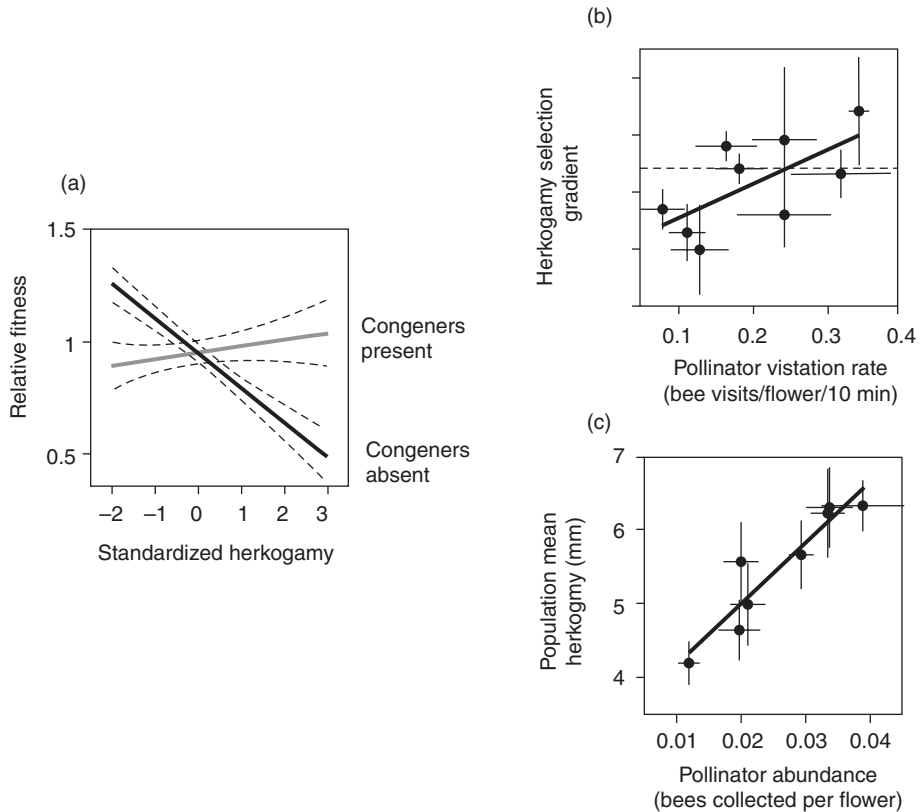 (a)
1.5
1
0.5
Relative fitness
−2 −1 0 1 2 3
Standardized herkogamy
Congeners
present
Congeners
absent
(b)
Herkogamy selection
gradient
0.1 0.2 0.3 0.4
Pollinator vistation rate
(bee visits/flower/10 min)
(c)
7
6
5
4
Population mean
herkogmy (mm)
0.01 0.02 0.03 0.04
Pollinator abundance
(bees collected per flower)